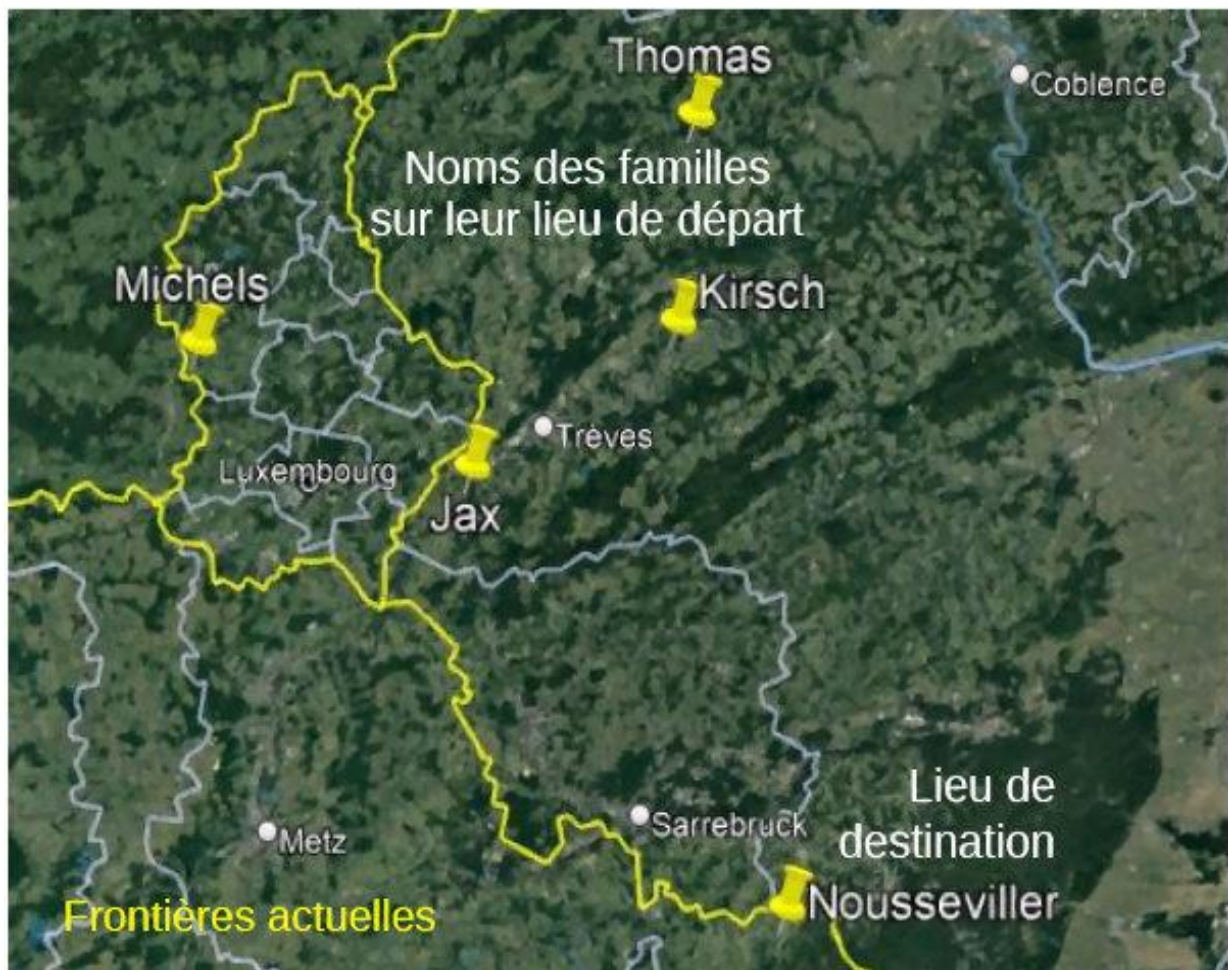 Thomas
Coblence
Noms des familles
sur leur lieu de départ
Michels
Kirsch
Trèves
Luxembourg
Jax
Lieu de
destination
Sarrebruck
Metz
Nousseviller
Frontières actuelles